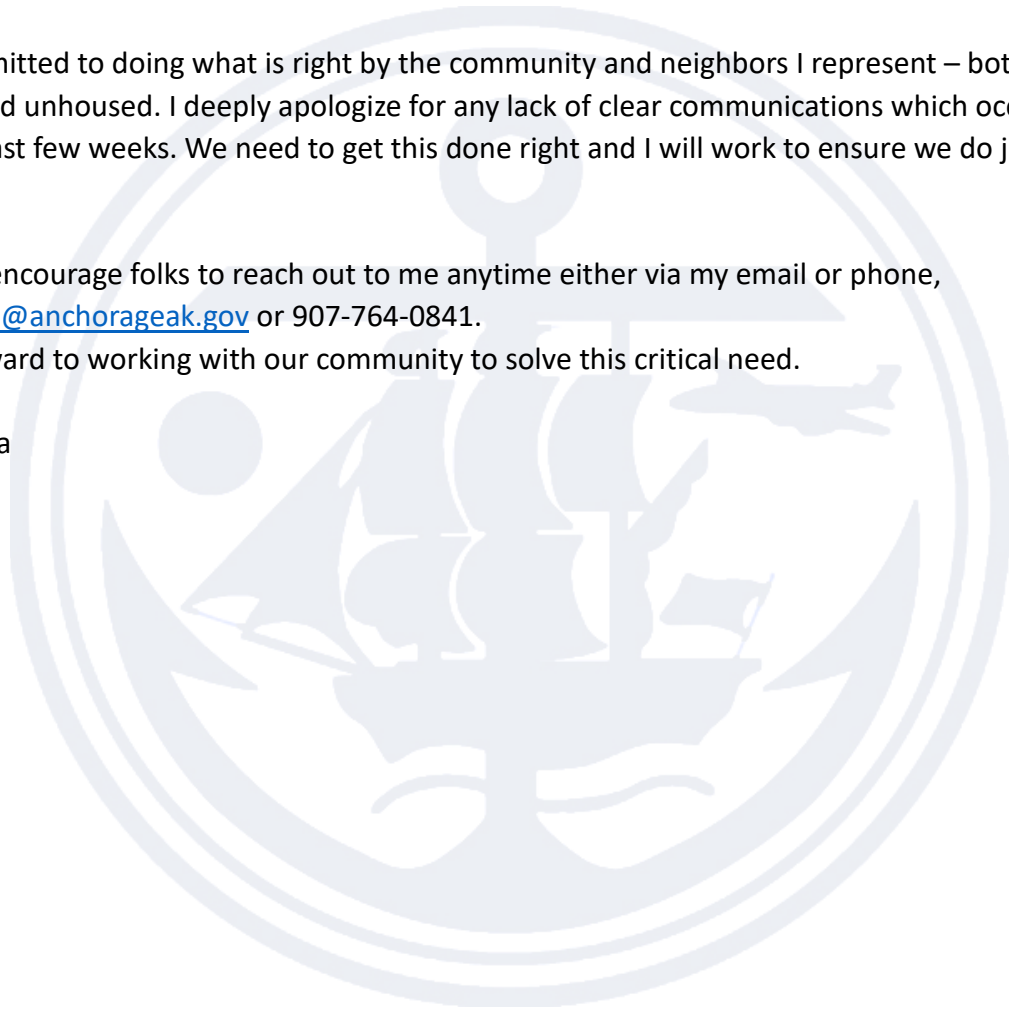 mitted to doing what is right by the community and neighbors I represent – bot
d unhoused. I deeply apologize for any lack of clear communications which occ
ast few weeks. We need to get this done right and I will work to ensure we do j
encourage folks to reach out to me anytime either via my email or phone,
@anchorageak.gov or 907-764-0841.
ard to working with our community to solve this critical need.
a